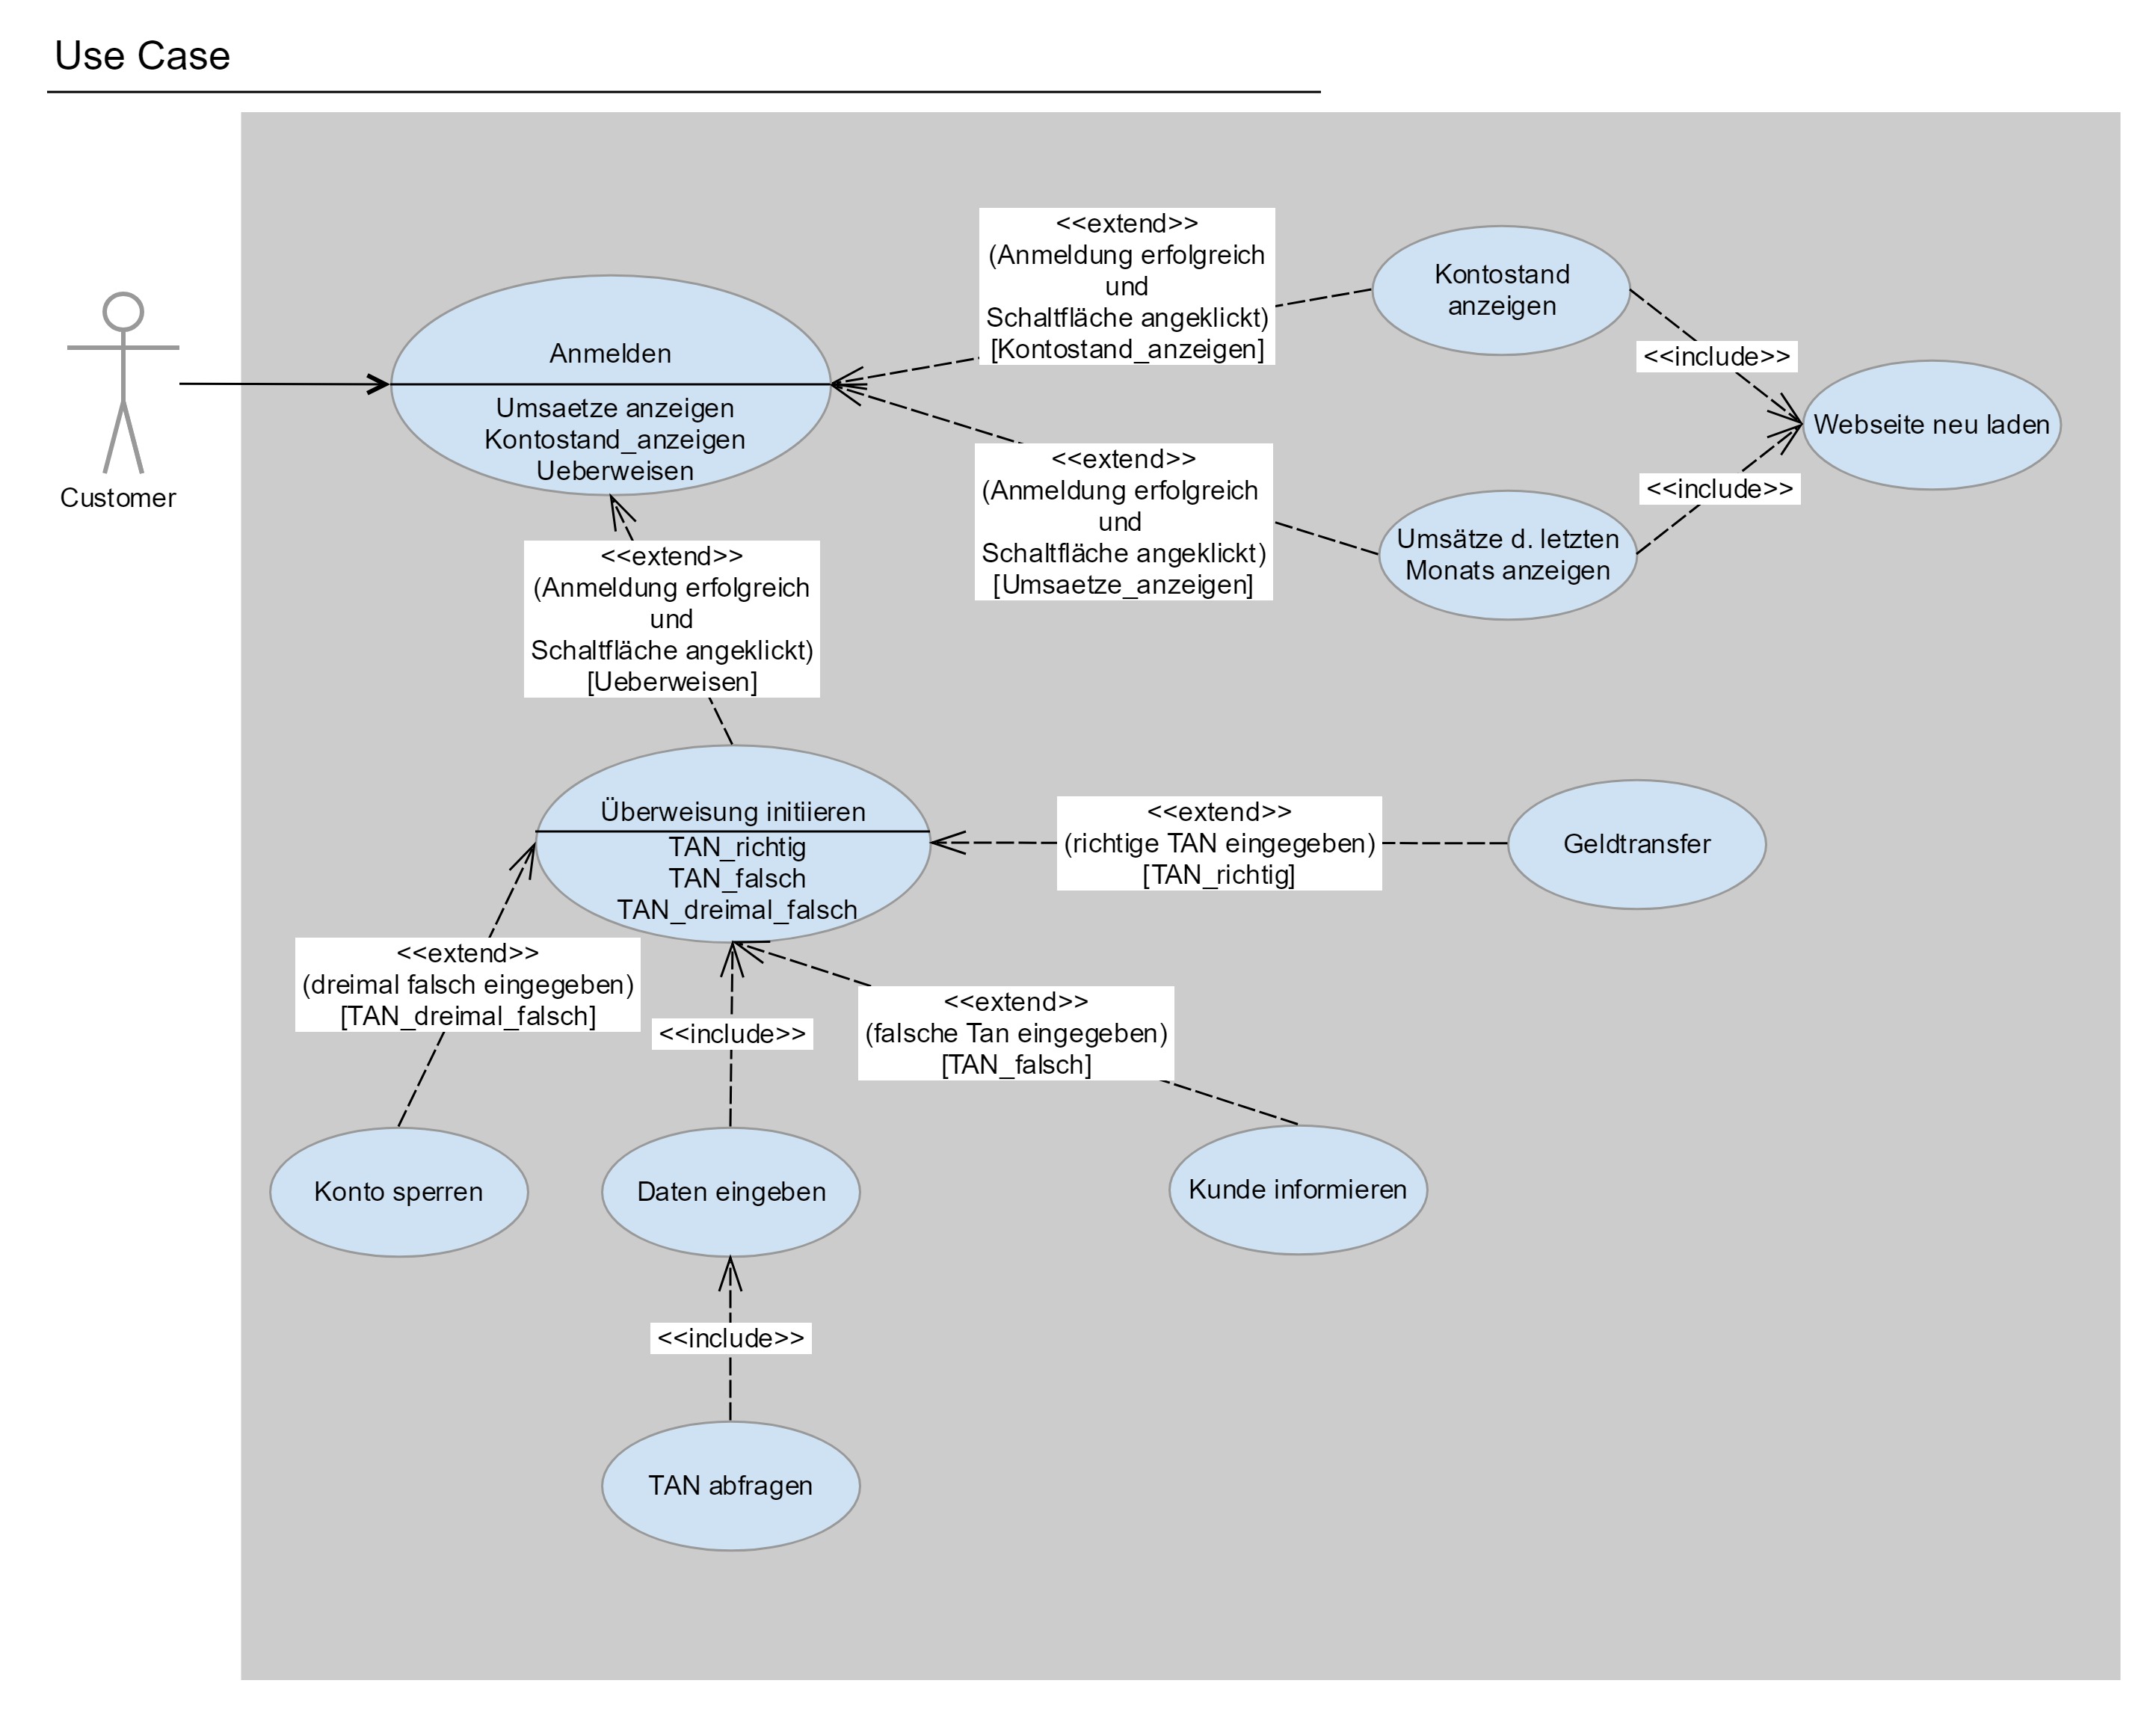 Use Case
Customer
Anmelden
Umsaetze anzeigen
Kontostand_anzeigen
Ueberweisen
<<extend>>
(Anmeldung erfolgreich
und
Schaltfläche angeklickt)
[Kontostand_anzeigen]
Kontostand
anzeigen
<<include>>
Webseite neu laden
<<extend>>
(Anmeldung erfolgreich
und
Schaltfläche angeklickt)
[Umsaetze_anzeigen]
Umsätze d. letzten
Monats anzeigen
<<include>>
<<extend>>
(Anmeldung erfolgreich
und
Schaltfläche angeklickt)
[Ueberweisen]
Überweisung initiieren
TAN_richtig
TAN_falsch
TAN_dreimal_falsch
<<extend>>
(richtige TAN eingegeben)
[TAN_richtig]
Geldtransfer
<<extend>>
(dreimal falsch eingegeben)
[TAN_dreimal_falsch]
<<include>>
<<extend>>
(falsche Tan eingegeben)
[TAN_falsch]
Konto sperren
Daten eingeben
Kunde informieren
<<include>>
TAN abfragen